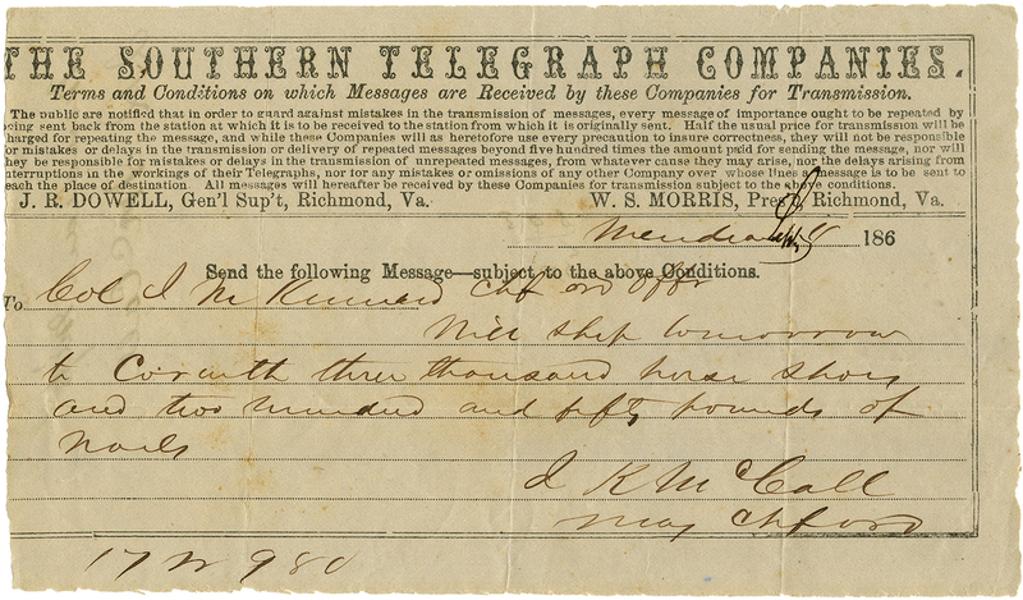 THE SOUTHERN TELEGRAPH COMPANIES.
Terms and Conditions on which Messages are Received by these Companies for Transmission.
The public are notified that in order to guard against mistakes in the transmission of messages, every message of importance ought to be repeated by
being sent back from the station at which it is to be received to the station from which it is originally sent. Half the usual price for transmission will be
harged for repeating the message, and while these Companies will as heretofore use every precaution to insure correctness, they will not be responsible
or mistakes or delays in the transmission or delivery of repeated messages beyond five hundred times the amount paid for sending the message, nor will
hey be responsible for mistakes or delays in the transmission of unrepeated messages, from whatever cause they may arise, nor the delays arising from
nterruptions in the workings of their Telegraphs, nor for any mistakes or omissions of any other Company over whose lines a message is to be sent to
each the place of destination. All messages will hereafter be received by these Companies for transmission subject to the above conditions.
J. R. DOWELL, Gen'l Sup't, Richmond, Va. W. S. MORRIS, Pres't, Richmond, Va.
186
Send the following Message—subject to the above Conditions.
To Col J M Kennard Chf ord offr
Will ship tomorrow
to Corinth three thousand horse shoes
and two hundred and fifty pounds of
nails
J K McCall
Maj Chf ord
17 W 980